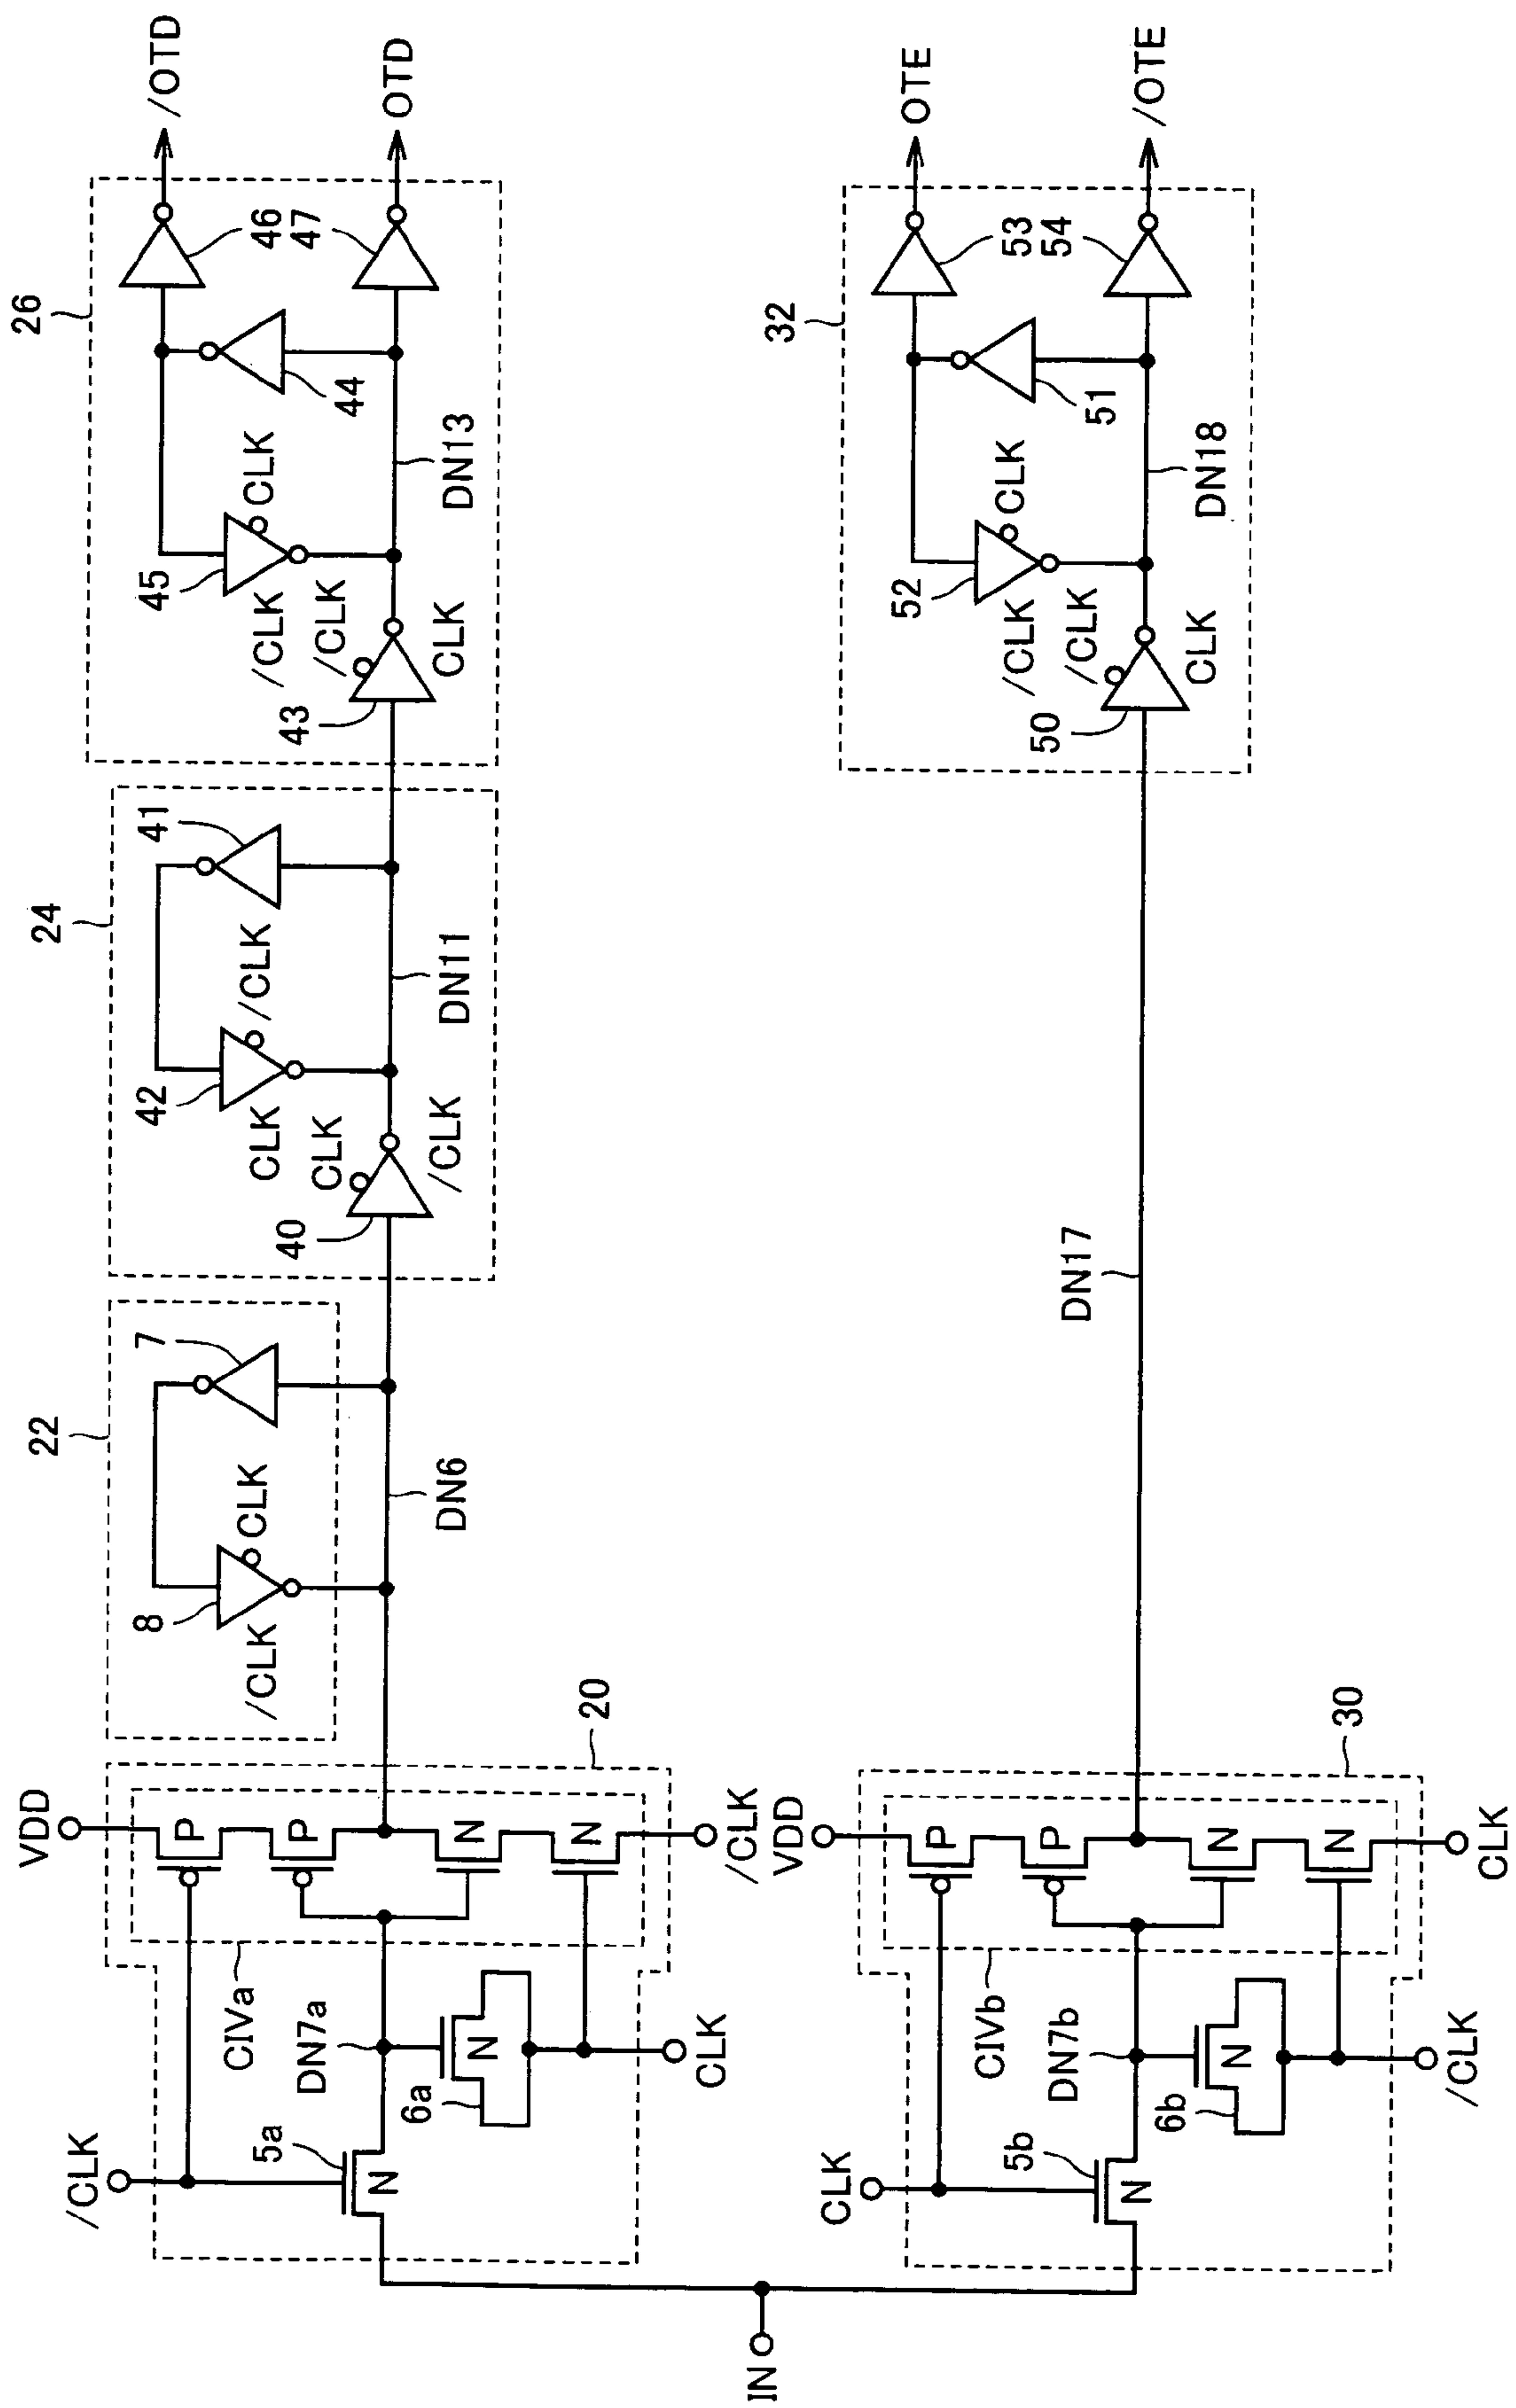 IN
/CLK
5a
N
DN7a
6a
N
CLK
CIVa
VDD
P
P
N
N
/CLK
20
22
8
/CLK
CLK
7
DN6
24
40
CLK
/CLK
42
CLK
/CLK
41
DN11
26
43
/CLK
CLK
45
/CLK
CLK
44
DN13
46
47
/OTD
OTD
CLK
5b
N
DN7b
6b
N
/CLK
CIVb
VDD
P
P
N
N
CLK
30
DN17
32
50
/CLK
CLK
52
/CLK
CLK
51
DN18
53
54
OTE
/OTE